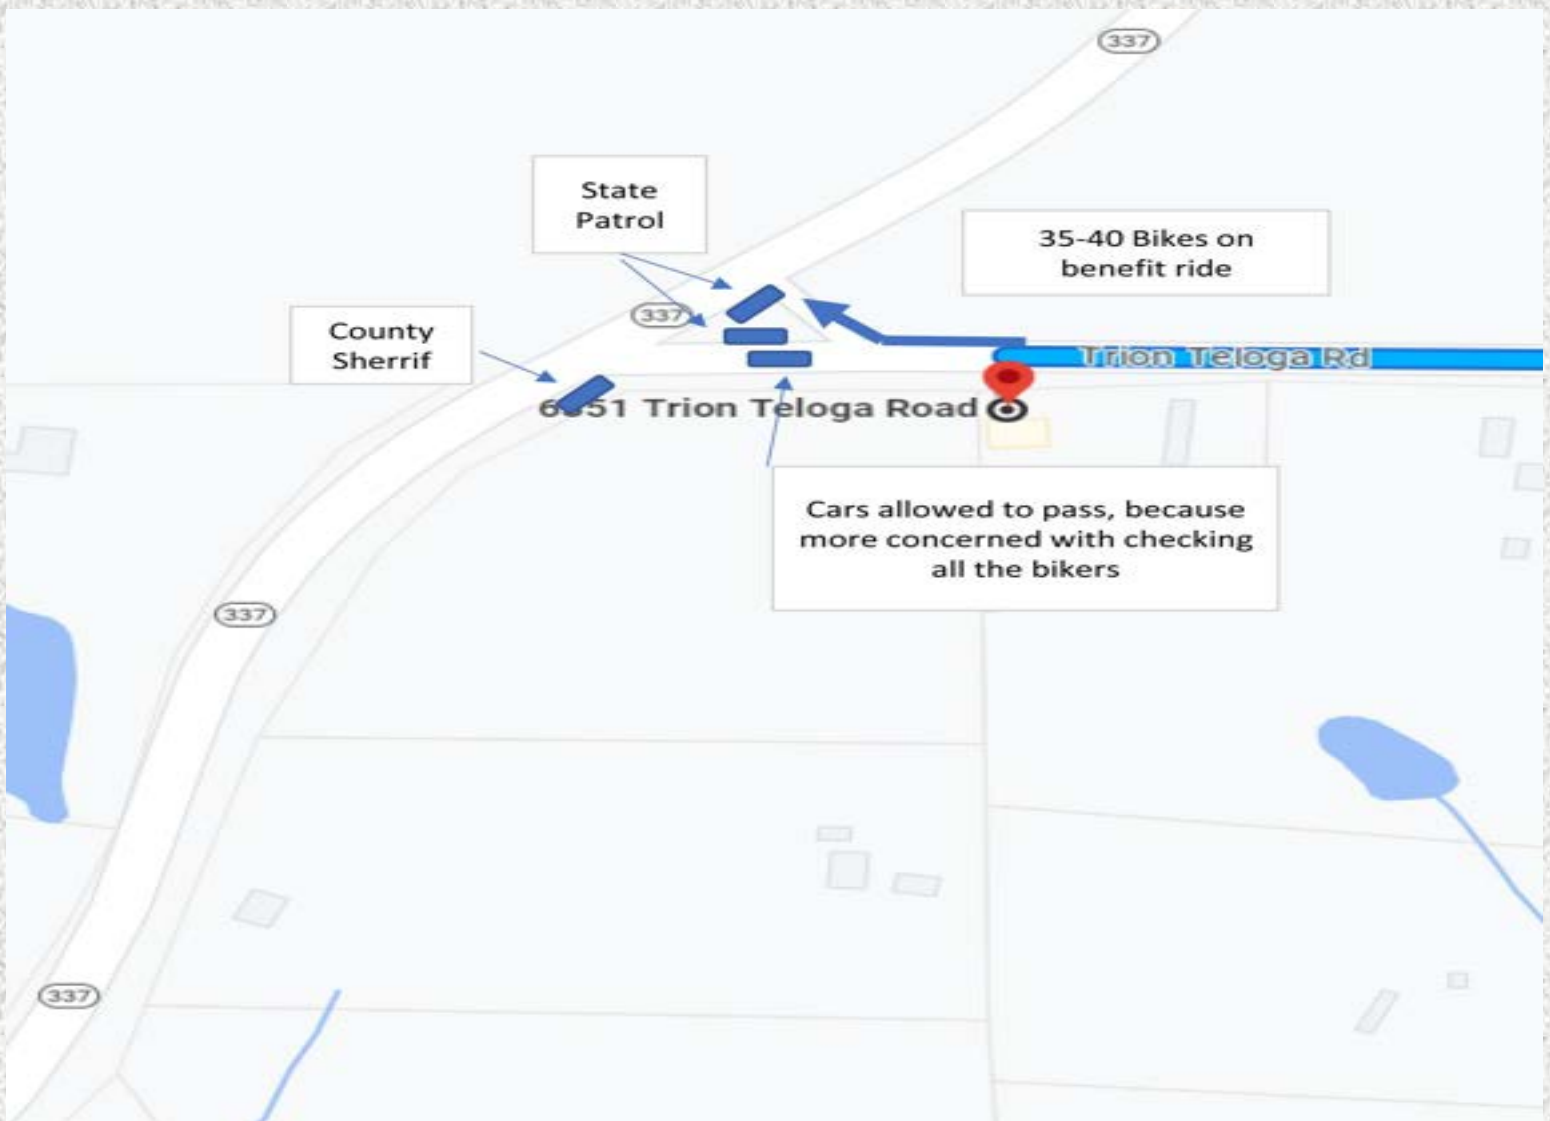 337
State
Patrol
35-40 Bikes on
benefit ride
337
County
Sherrif
Trion Teloga Rd
6351 Trion Teloga Road
Cars allowed to pass, because
more concerned with checking
all the bikers
337
337